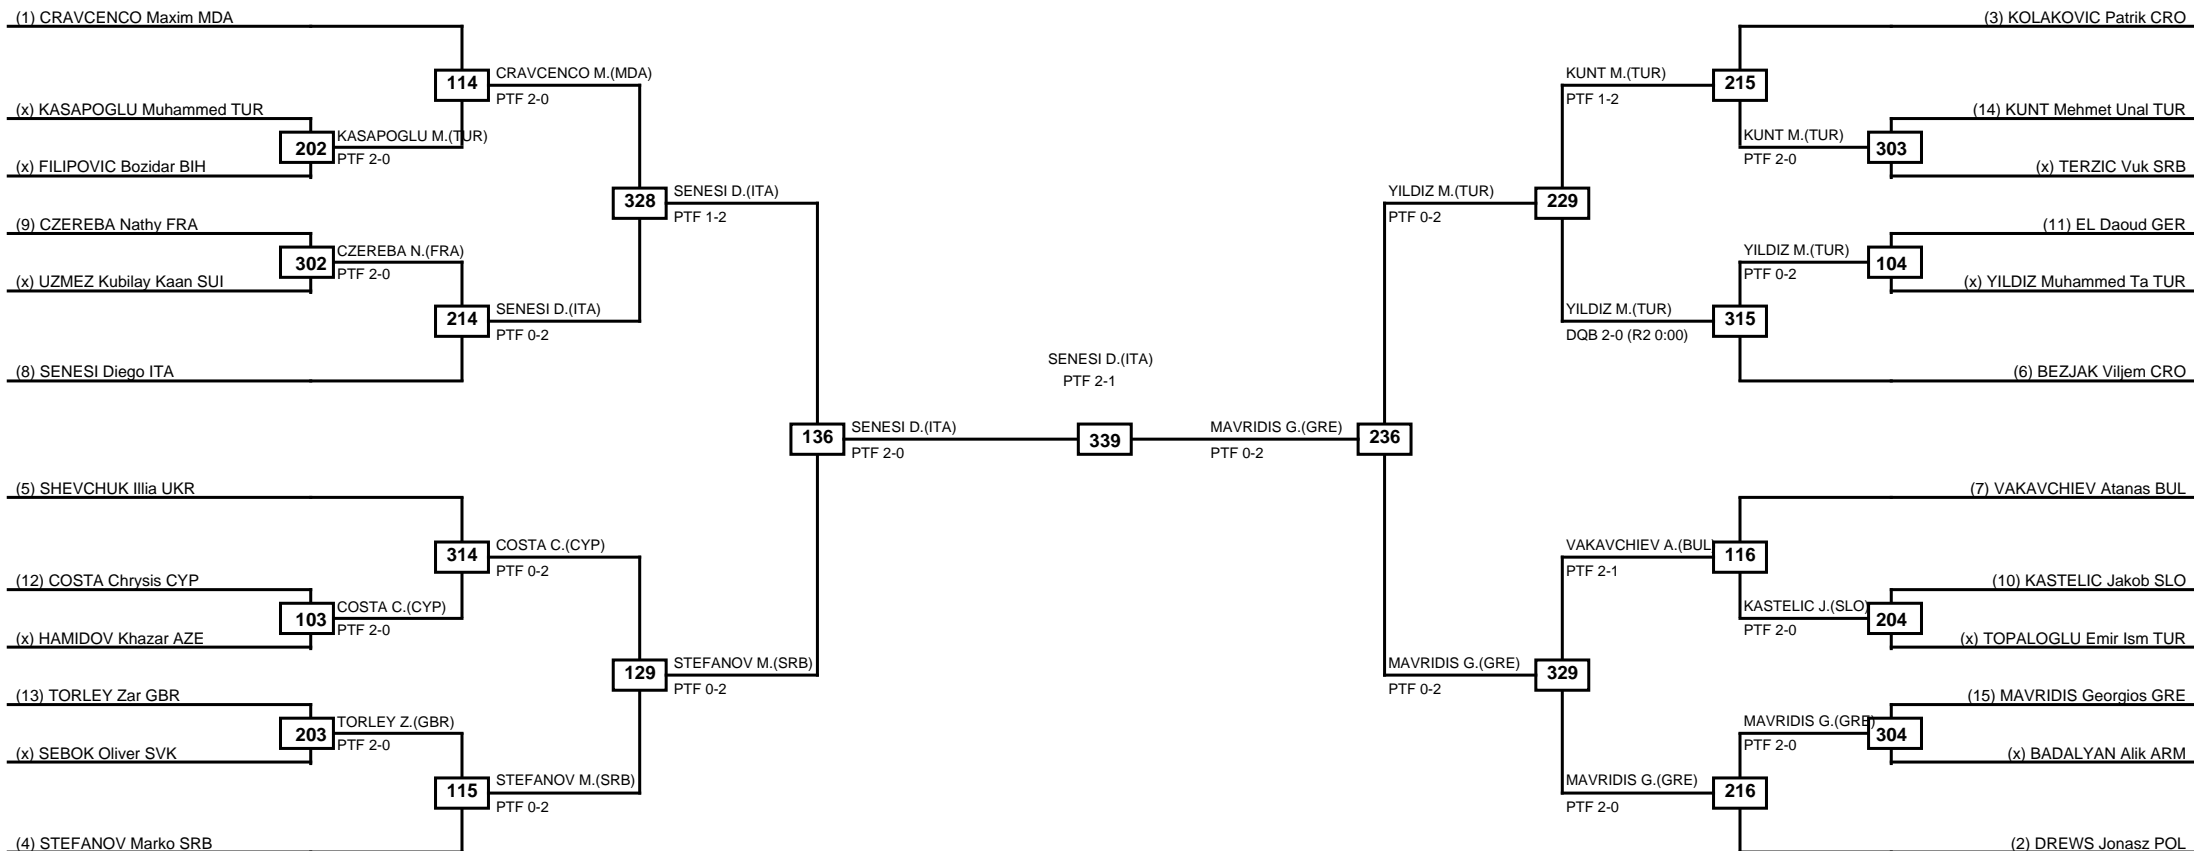 (1) CRAVCENCO Maxim MDA
(3) KOLAKOVIC Patrik CRO
114
CRAVCENCO M.(MDA)
PTF 2-0
KUNT M.(TUR)
PTF 1-2
215
(x) KASAPOGLU Muhammed TUR
(14) KUNT Mehmet Unal TUR
202
KASAPOGLU M.(TUR)
PTF 2-0
KUNT M.(TUR)
PTF 2-0
303
(x) FILIPOVIC Bozidar BIH
(x) TERZIC Vuk SRB
328
SENESI D.(ITA)
PTF 1-2
YILDIZ M.(TUR)
PTF 0-2
229
(9) CZEREBA Nathy FRA
(11) EL Daoud GER
302
CZEREBA N.(FRA)
PTF 2-0
YILDIZ M.(TUR)
PTF 0-2
104
(x) UZMEZ Kubilay Kaan SUI
(x) YILDIZ Muhammed Ta TUR
214
SENESI D.(ITA)
PTF 0-2
YILDIZ M.(TUR)
DQB 2-0 (R2 0:00)
315
(8) SENESI Diego ITA
SENESI D.(ITA)
PTF 2-1
(6) BEZJAK Viljem CRO
136
SENESI D.(ITA)
PTF 2-0
339
MAVRIDIS G.(GRE)
PTF 0-2
236
(5) SHEVCHUK Illia UKR
(7) VAKAVCHIEV Atanas BUL
314
COSTA C.(CYP)
PTF 0-2
VAKAVCHIEV A.(BUL)
PTF 2-1
116
(12) COSTA Chrysis CYP
(10) KASTELIC Jakob SLO
103
COSTA C.(CYP)
PTF 2-0
KASTELIC J.(SLO)
PTF 2-0
204
(x) HAMIDOV Khazar AZE
(x) TOPALOGLU Emir Ism TUR
129
STEFANOV M.(SRB)
PTF 0-2
MAVRIDIS G.(GRE)
PTF 0-2
329
(13) TORLEY Zar GBR
(15) MAVRIDIS Georgios GRE
203
TORLEY Z.(GBR)
PTF 2-0
MAVRIDIS G.(GRE)
PTF 2-0
304
(x) SEBOK Oliver SVK
(x) BADALYAN Alik ARM
115
STEFANOV M.(SRB)
PTF 0-2
MAVRIDIS G.(GRE)
PTF 2-0
216
(4) STEFANOV Marko SRB
(2) DREWS Jonasz POL